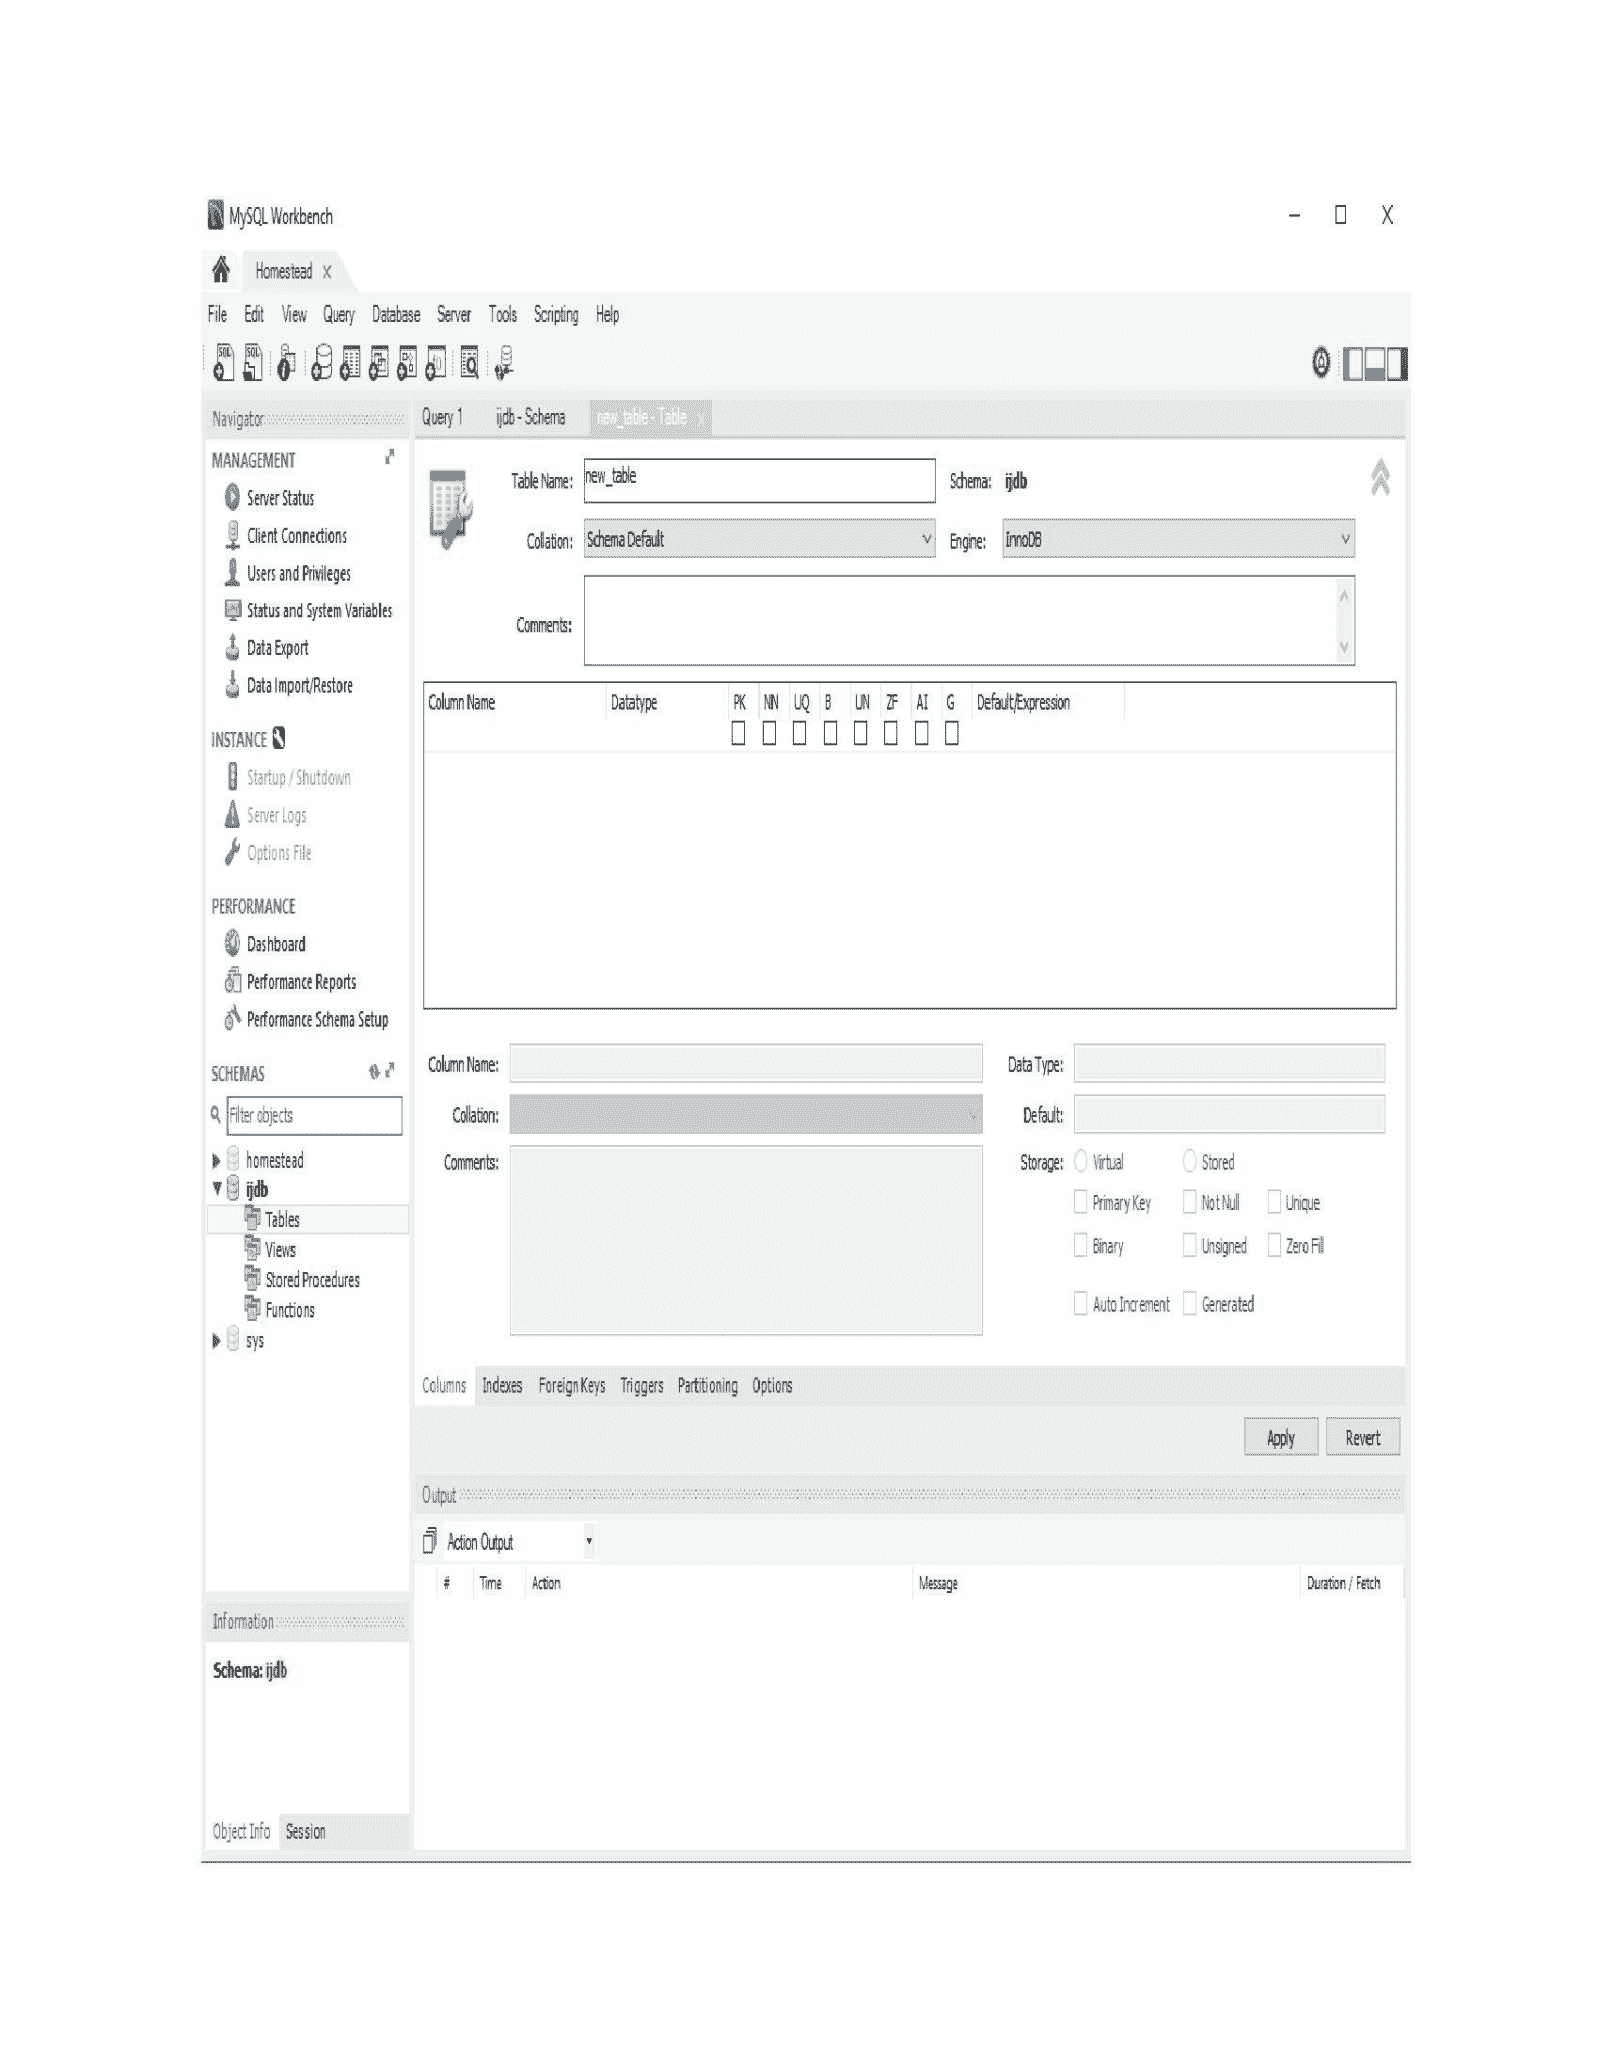 MySQL Workbench
Homestead
File Edit View Query Database Server Tools Scripting Help
Navigator
MANAGEMENT
Server Status
Client Connections
Users and Privileges
Status and System Variables
Data Export
Data Import/Restore
INSTANCE
Startup / Shutdown
Server Logs
Options File
PERFORMANCE
Dashboard
Performance Reports
Performance Schema Setup
SCHEMAS
Filter objects
homestead
ijdb
Tables
Views
Stored Procedures
Functions
sys
Information
Schema: ijdb
Object Info Session
Query 1 ijdb - Schema new_table - Table
Table Name: new_table Schema: ijdb
Collation: Schema Default Engine: InnoDB
Comments:
Column Name Datatype PK NN UQ B UN ZF AI G Default/Expression
Column Name: Data Type:
Collation: Default:
Comments: Storage: Virtual Stored
Primary Key Not Null Unique
Binary Unsigned Zero Fill
Auto Increment Generated
Columns Indexes Foreign Keys Triggers Partitioning Options
Apply Revert
Output
Action Output
# Time Action Message Duration / Fetch